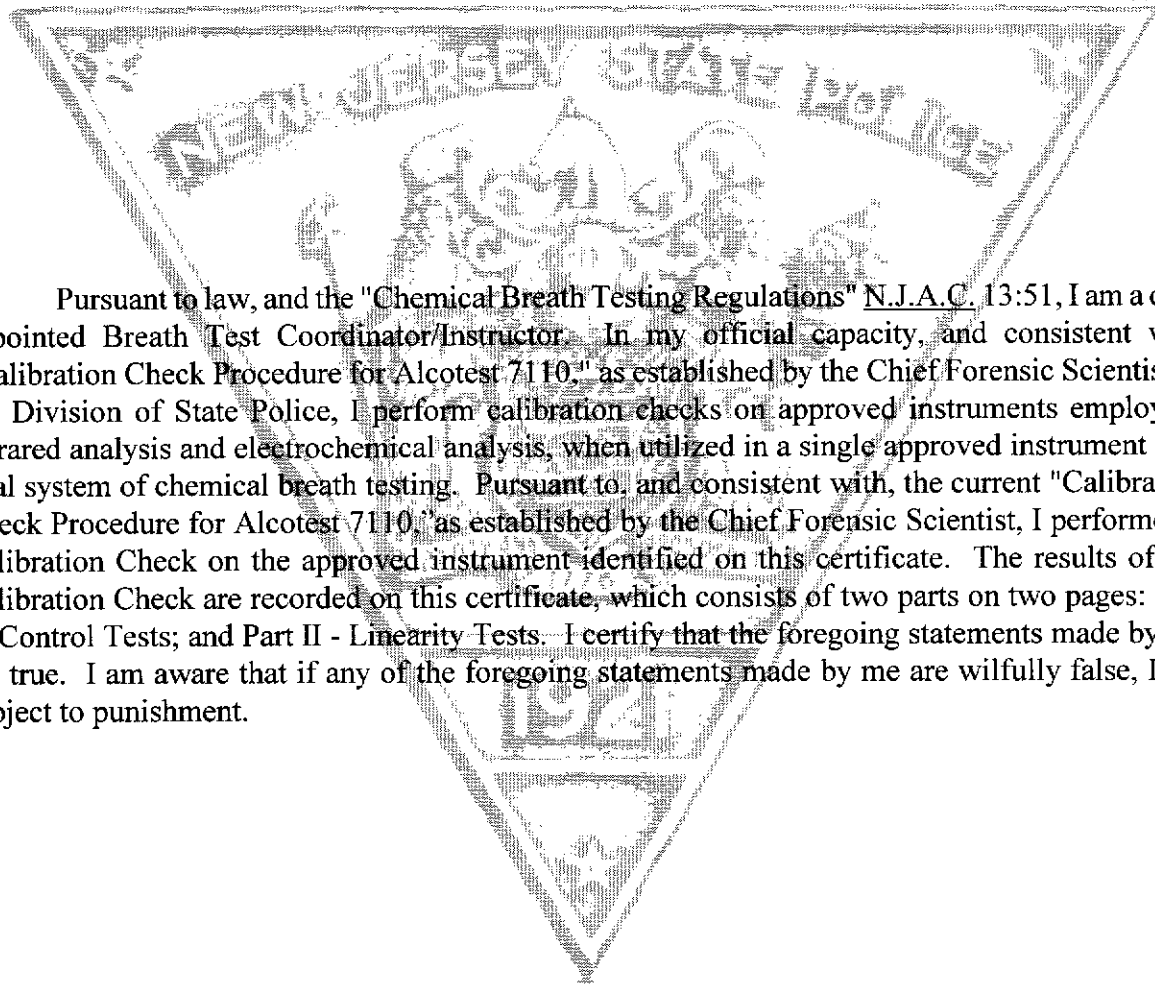 NEW JERSEY STATE POLICE
Pursuant to law, and the "Chemical Breath Testing Regulations" N.J.A.C. 13:51, I am a
pointed Breath Test Coordinator/Instructor. In my official capacity, and consistent
alibration Check Procedure for Alcotest 7110," as established by the Chief Forensic Scientis
Division of State Police, I perform calibration checks on approved instruments employ
rared analysis and electrochemical analysis, when utilized in a single approved instrument
al system of chemical breath testing. Pursuant to, and consistent with, the current "Calibra
eck Procedure for Alcotest 7110," as established by the Chief Forensic Scientist, I perform
libration Check on the approved instrument identified on this certificate. The results of
libration Check are recorded on this certificate, which consists of two parts on two pages:
Control Tests; and Part II - Linearity Tests. I certify that the foregoing statements made by
true. I am aware that if any of the foregoing statements made by me are wilfully false, I
ject to punishment.
1921